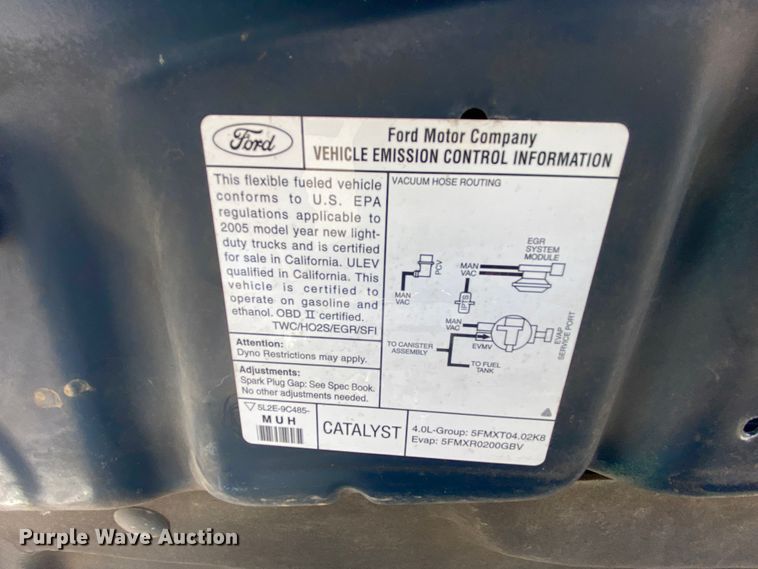 Ford
Ford Motor Company
VEHICLE EMISSION CONTROL INFORMATION
This flexible fueled vehicle
conforms to U.S. EPA
regulations applicable to
2005 model year new light-
duty trucks and is certified
for sale in California. ULEV
qualified in California. This
vehicle is certified to
operate on gasoline and
ethanol. OBD II certified.
TWC/HO2S/EGR/SFI
Attention:
Dyno Restrictions may apply.
Adjustments:
Spark Plug Gap: See Spec Book.
No other adjustments needed.
5L2E-9C485-
MUH
CATALYST
VACUUM HOSE ROUTING
EGR
SYSTEM
MODULE
PCV
MAN
VAC
MAN
VAC
IPTS
MAN
VAC
EVMV
EVAP
SERVICE PORT
TO CANISTER
ASSEMBLY
TO FUEL
TANK
4.0L-Group: 5FMXT04.02K8
Evap: 5FMXR0200GBV
Purple Wave Auction